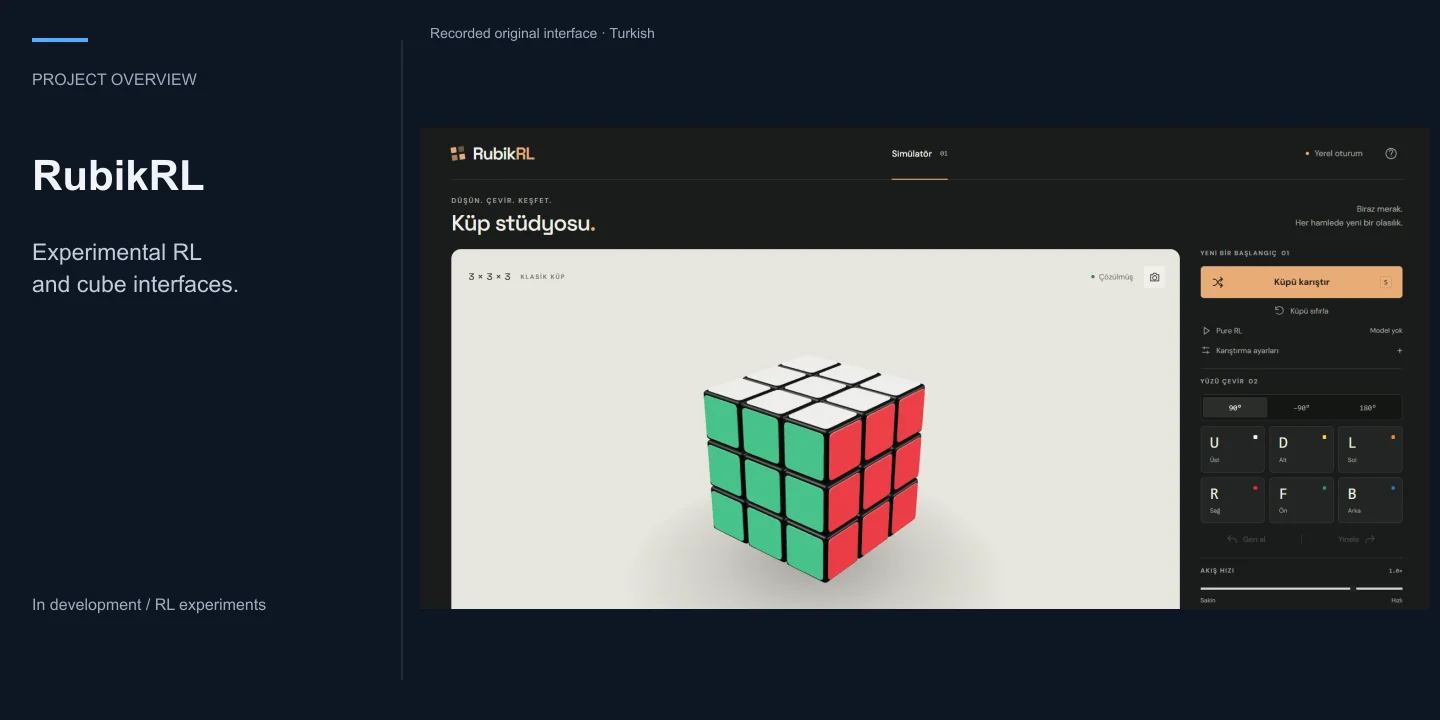 Recorded original interface · Turkish
PROJECT OVERVIEW
RubikRL
Experimental RL
and cube interfaces.
In development / RL experiments
RubikRL
Simülatör 01
Yerel oturum
DÜŞÜN. ÇEVİR. KEŞFET.
Küp stüdyosu.
Biraz merak.
Her hamlede yeni bir olasılık.
3 × 3 × 3 KLASİK KÜP
Çözülmüş
YENİ BİR BAŞLANGIÇ 01
Küpü karıştır S
Küpü sıfırla
Pure RL Model yok
Karıştırma ayarları +
YÜZÜ ÇEVİR 02
90° −90° 180°
U D L
Üst Alt Sol
R F B
Sağ Ön Arka
Geri al Yinele
AKIŞ HIZI 1.0×
Sakin Hızlı